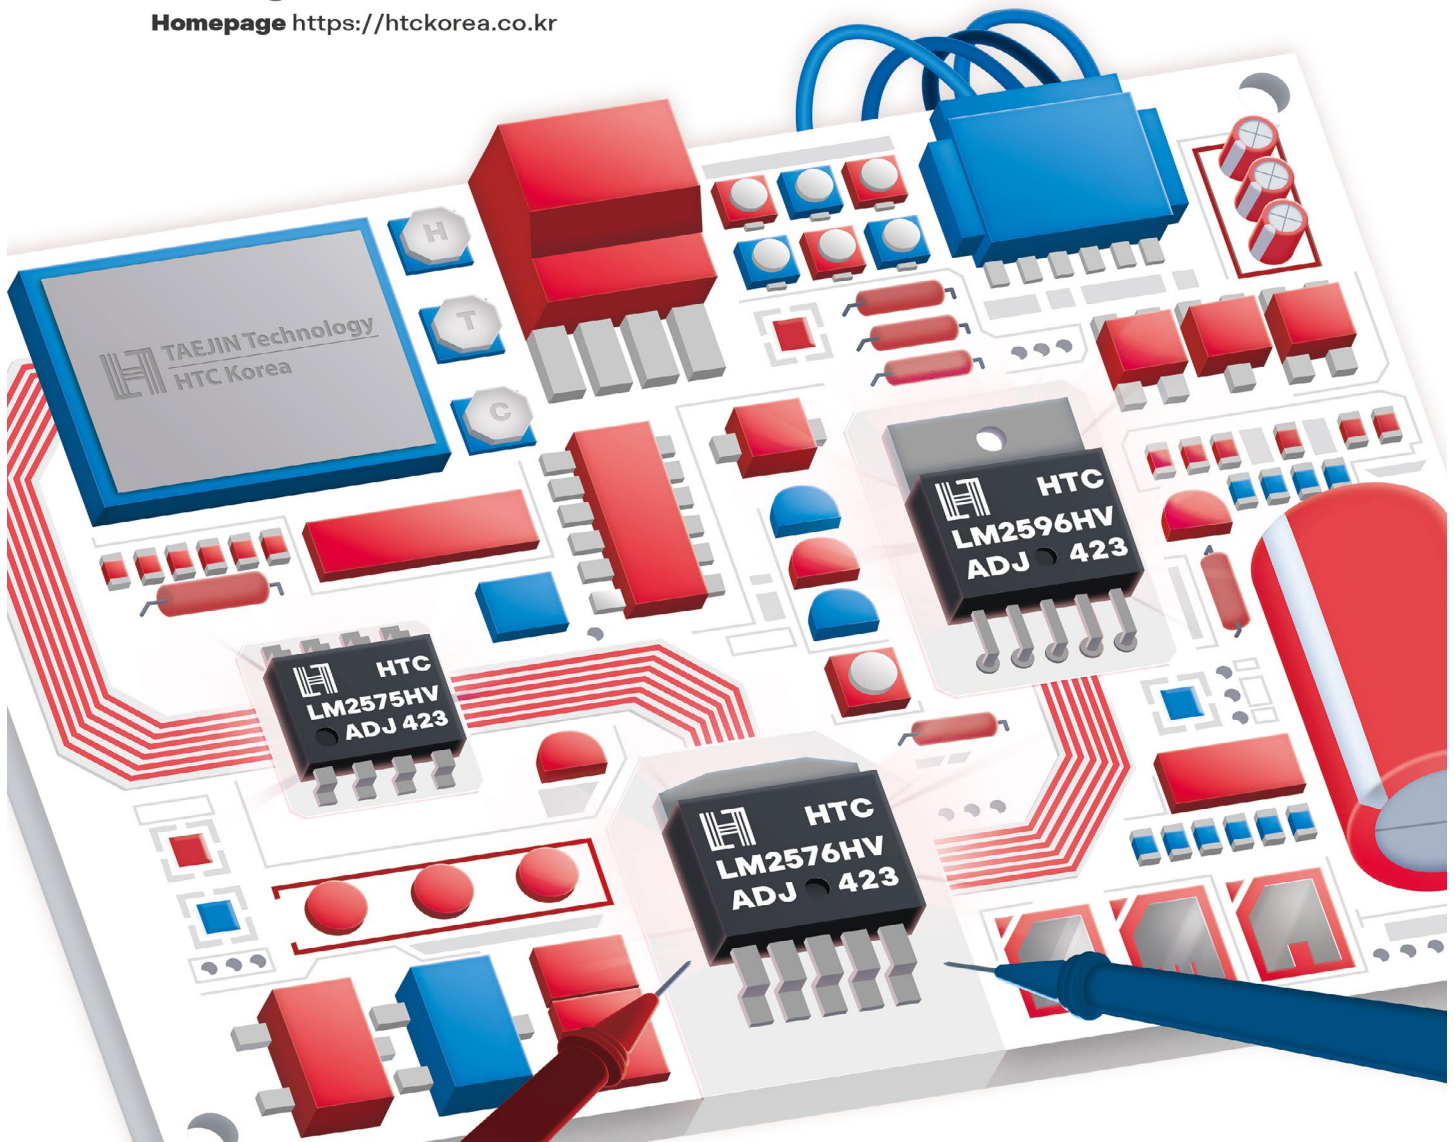 Homepage https://htckorea.co.kr
H
T
C
TAEJIN Technology
HTC Korea
HTC
LM2596HV
ADJ 423
HTC
LM2575HV
ADJ 423
HTC
LM2576HV
ADJ 423